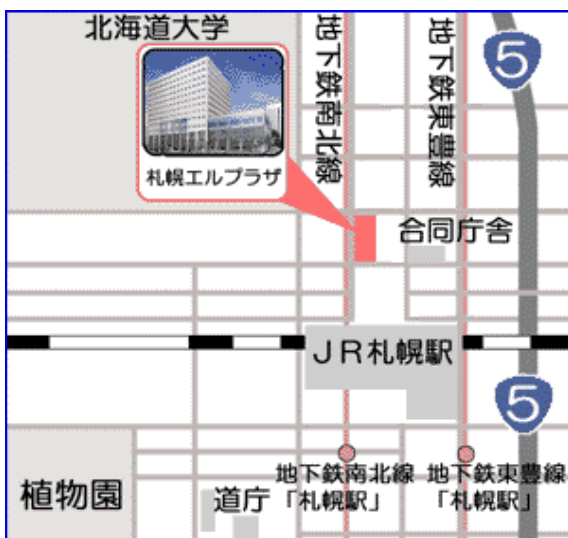 北海道大学
地下鉄南北線
地下鉄東豊線
5
札幌エルプラザ
合同庁舎
JR札幌駅
5
植物園
道庁
地下鉄南北線
「札幌駅」
地下鉄東豊線
「札幌駅」